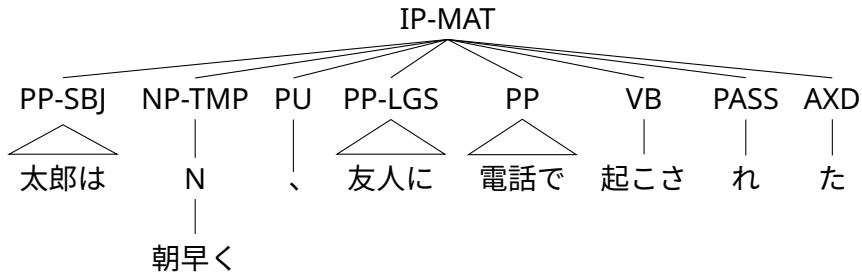 IP-MAT
PP-SBJ NP-TMP PU PP-LGS PP VB PASS AXD
太郎は N 、 友人に 電話で 起こさ れ た
朝早く